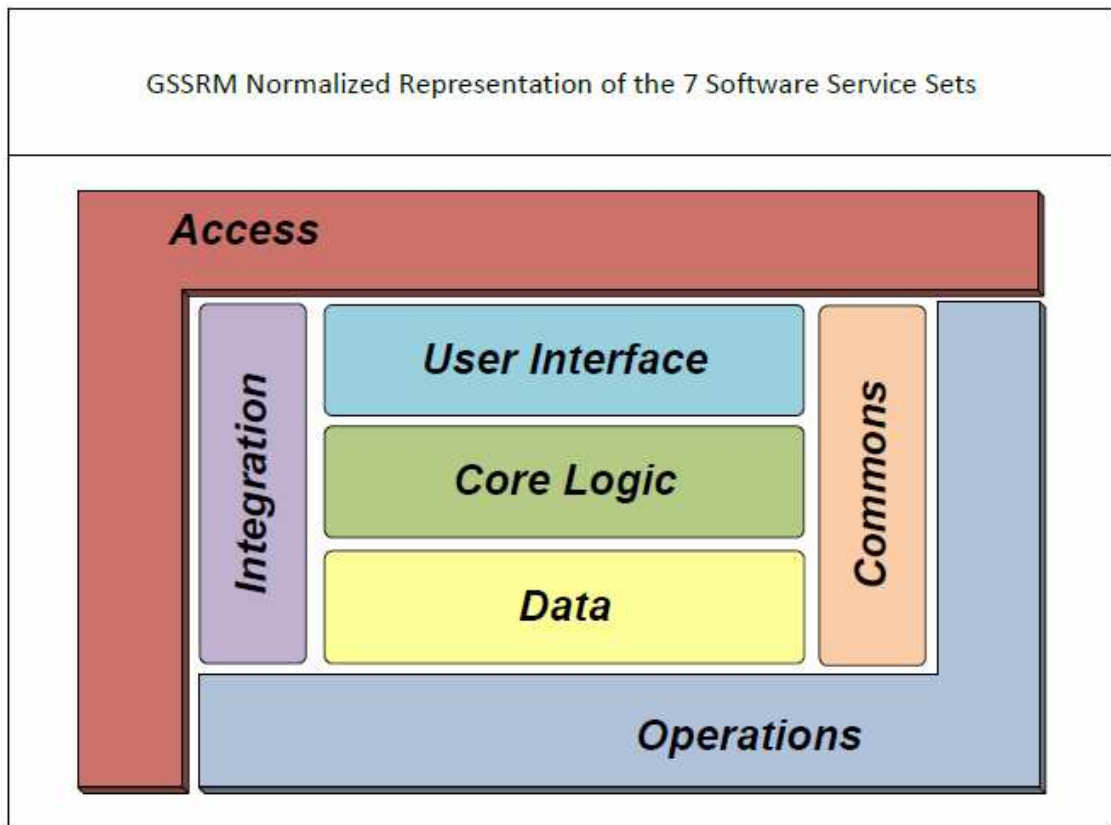 GSSRM Normalized Representation of the 7 Software Service Sets
Access
Integration
User Interface
Core Logic
Data
Commons
Operations